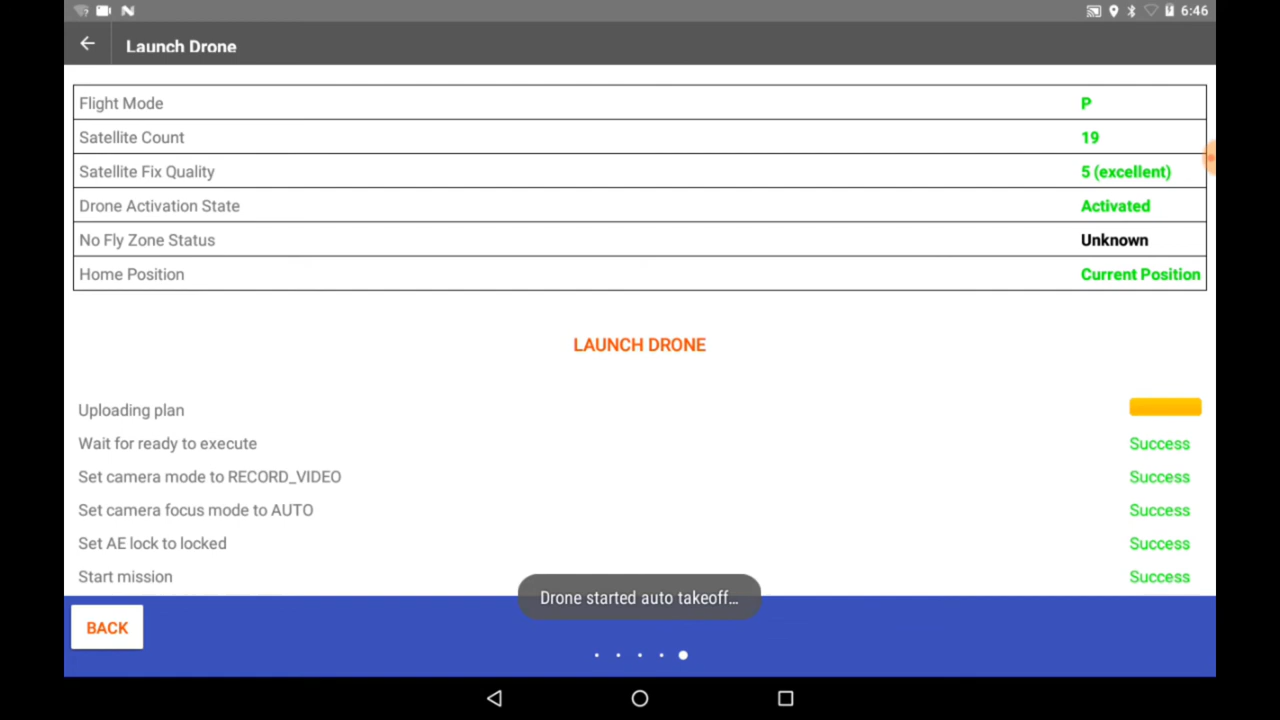 6:46
Launch Drone
Flight Mode P
Satellite Count 19
Satellite Fix Quality 5 (excellent)
Drone Activation State Activated
No Fly Zone Status Unknown
Home Position Current Position
LAUNCH DRONE
Uploading plan
Wait for ready to execute Success
Set camera mode to RECORD_VIDEO Success
Set camera focus mode to AUTO Success
Set AE lock to locked Success
Start mission Success
Drone started auto takeoff...
BACK